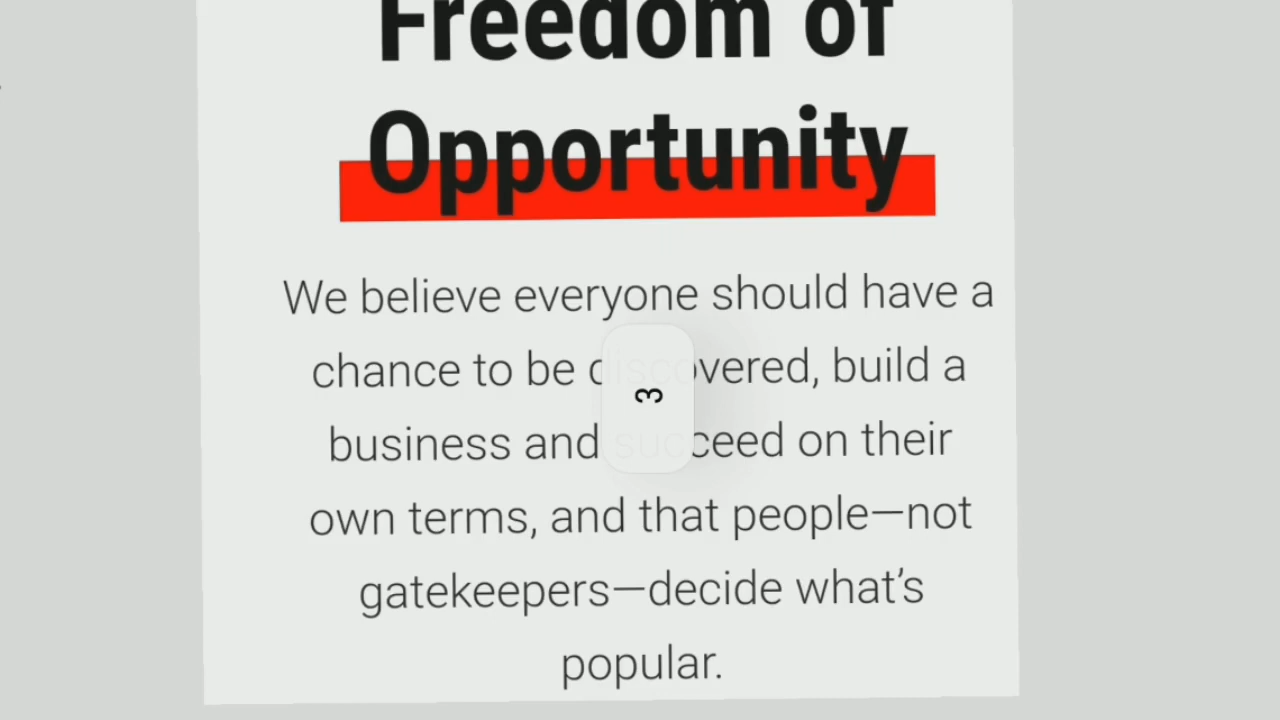 Freedom of
Opportunity
We believe everyone should have a
chance to be discovered, build a
business and succeed on their
own terms, and that people—not
gatekeepers—decide what’s
popular.
3